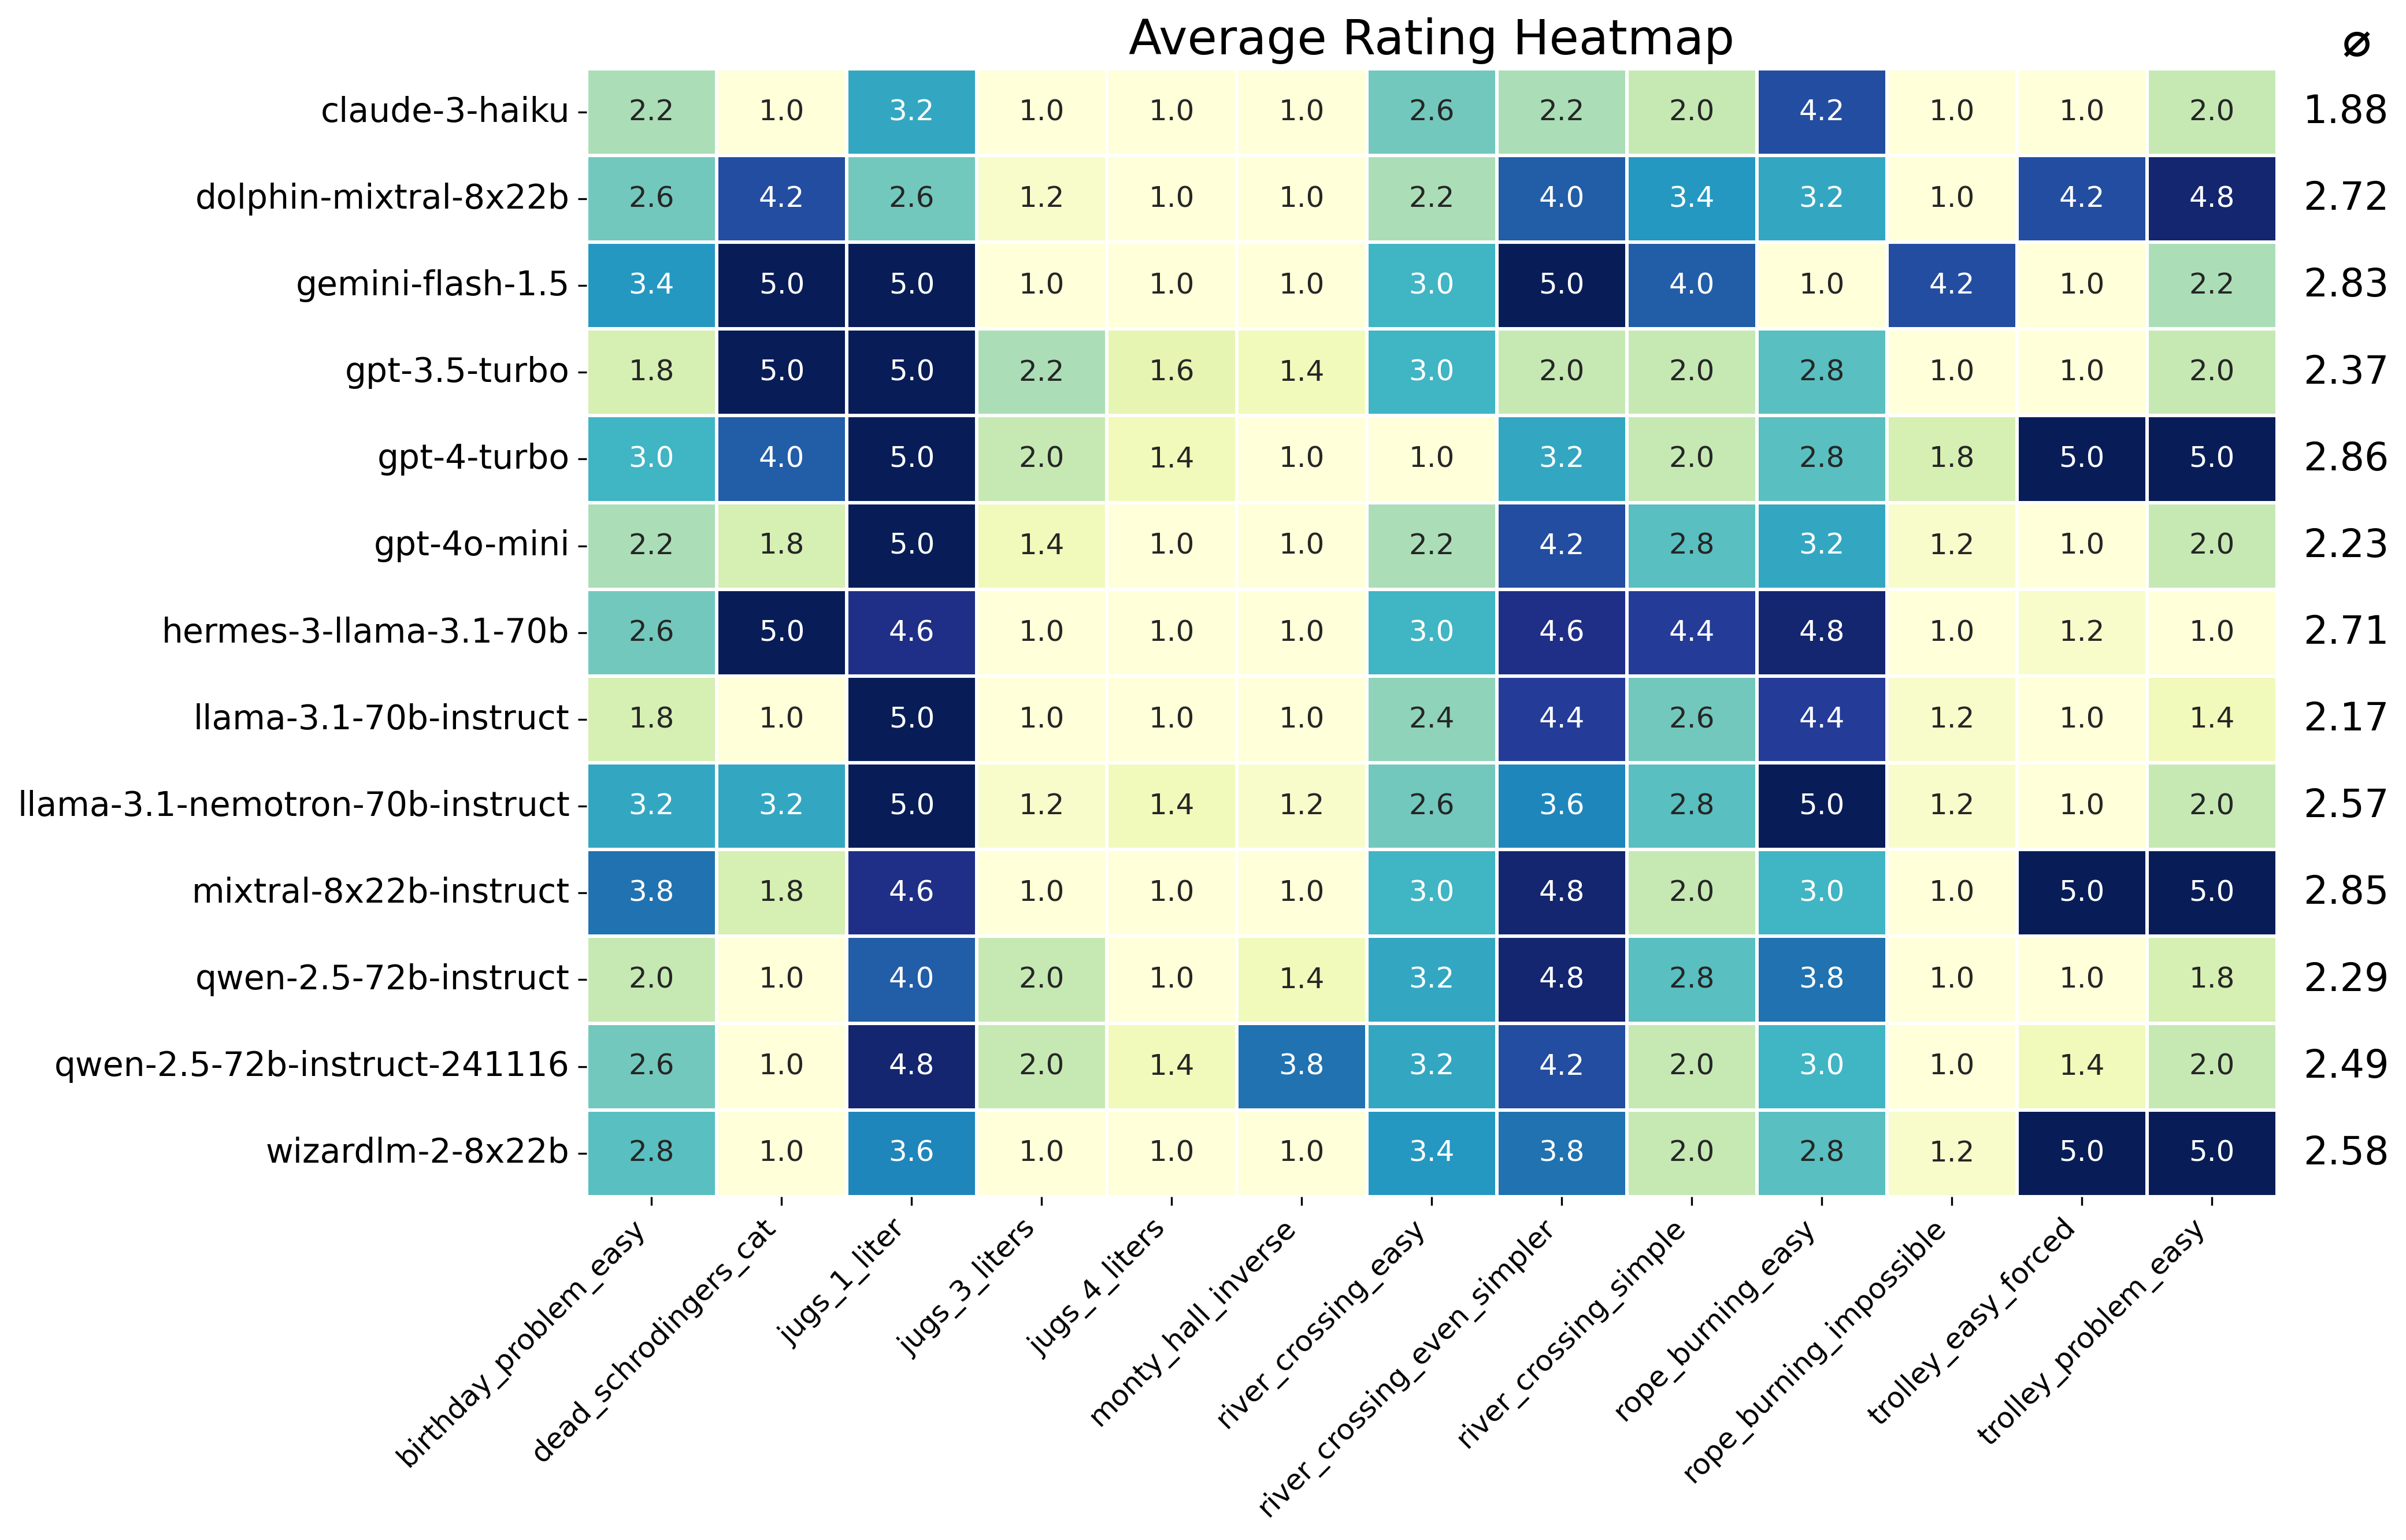 Average Rating Heatmap ⌀
claude-3-haiku 2.2 1.0 3.2 1.0 1.0 1.0 2.6 2.2 2.0 4.2 1.0 1.0 2.0 1.88
dolphin-mixtral-8x22b 2.6 4.2 2.6 1.2 1.0 1.0 2.2 4.0 3.4 3.2 1.0 4.2 4.8 2.72
gemini-flash-1.5 3.4 5.0 5.0 1.0 1.0 1.0 3.0 5.0 4.0 1.0 4.2 1.0 2.2 2.83
gpt-3.5-turbo 1.8 5.0 5.0 2.2 1.6 1.4 3.0 2.0 2.0 2.8 1.0 1.0 2.0 2.37
gpt-4-turbo 3.0 4.0 5.0 2.0 1.4 1.0 1.0 3.2 2.0 2.8 1.8 5.0 5.0 2.86
gpt-4o-mini 2.2 1.8 5.0 1.4 1.0 1.0 2.2 4.2 2.8 3.2 1.2 1.0 2.0 2.23
hermes-3-llama-3.1-70b 2.6 5.0 4.6 1.0 1.0 1.0 3.0 4.6 4.4 4.8 1.0 1.2 1.0 2.71
llama-3.1-70b-instruct 1.8 1.0 5.0 1.0 1.0 1.0 2.4 4.4 2.6 4.4 1.2 1.0 1.4 2.17
llama-3.1-nemotron-70b-instruct 3.2 3.2 5.0 1.2 1.4 1.2 2.6 3.6 2.8 5.0 1.2 1.0 2.0 2.57
mixtral-8x22b-instruct 3.8 1.8 4.6 1.0 1.0 1.0 3.0 4.8 2.0 3.0 1.0 5.0 5.0 2.85
qwen-2.5-72b-instruct 2.0 1.0 4.0 2.0 1.0 1.4 3.2 4.8 2.8 3.8 1.0 1.0 1.8 2.29
qwen-2.5-72b-instruct-241116 2.6 1.0 4.8 2.0 1.4 3.8 3.2 4.2 2.0 3.0 1.0 1.4 2.0 2.49
wizardlm-2-8x22b 2.8 1.0 3.6 1.0 1.0 1.0 3.4 3.8 2.0 2.8 1.2 5.0 5.0 2.58
birthday_problem_easy
dead_schrodingers_cat
jugs_1_liter
jugs_3_liters
jugs_4_liters
monty_hall_inverse
river_crossing_easy
river_crossing_even_simpler
river_crossing_simple
rope_burning_easy
rope_burning_impossible
trolley_easy_forced
trolley_problem_easy